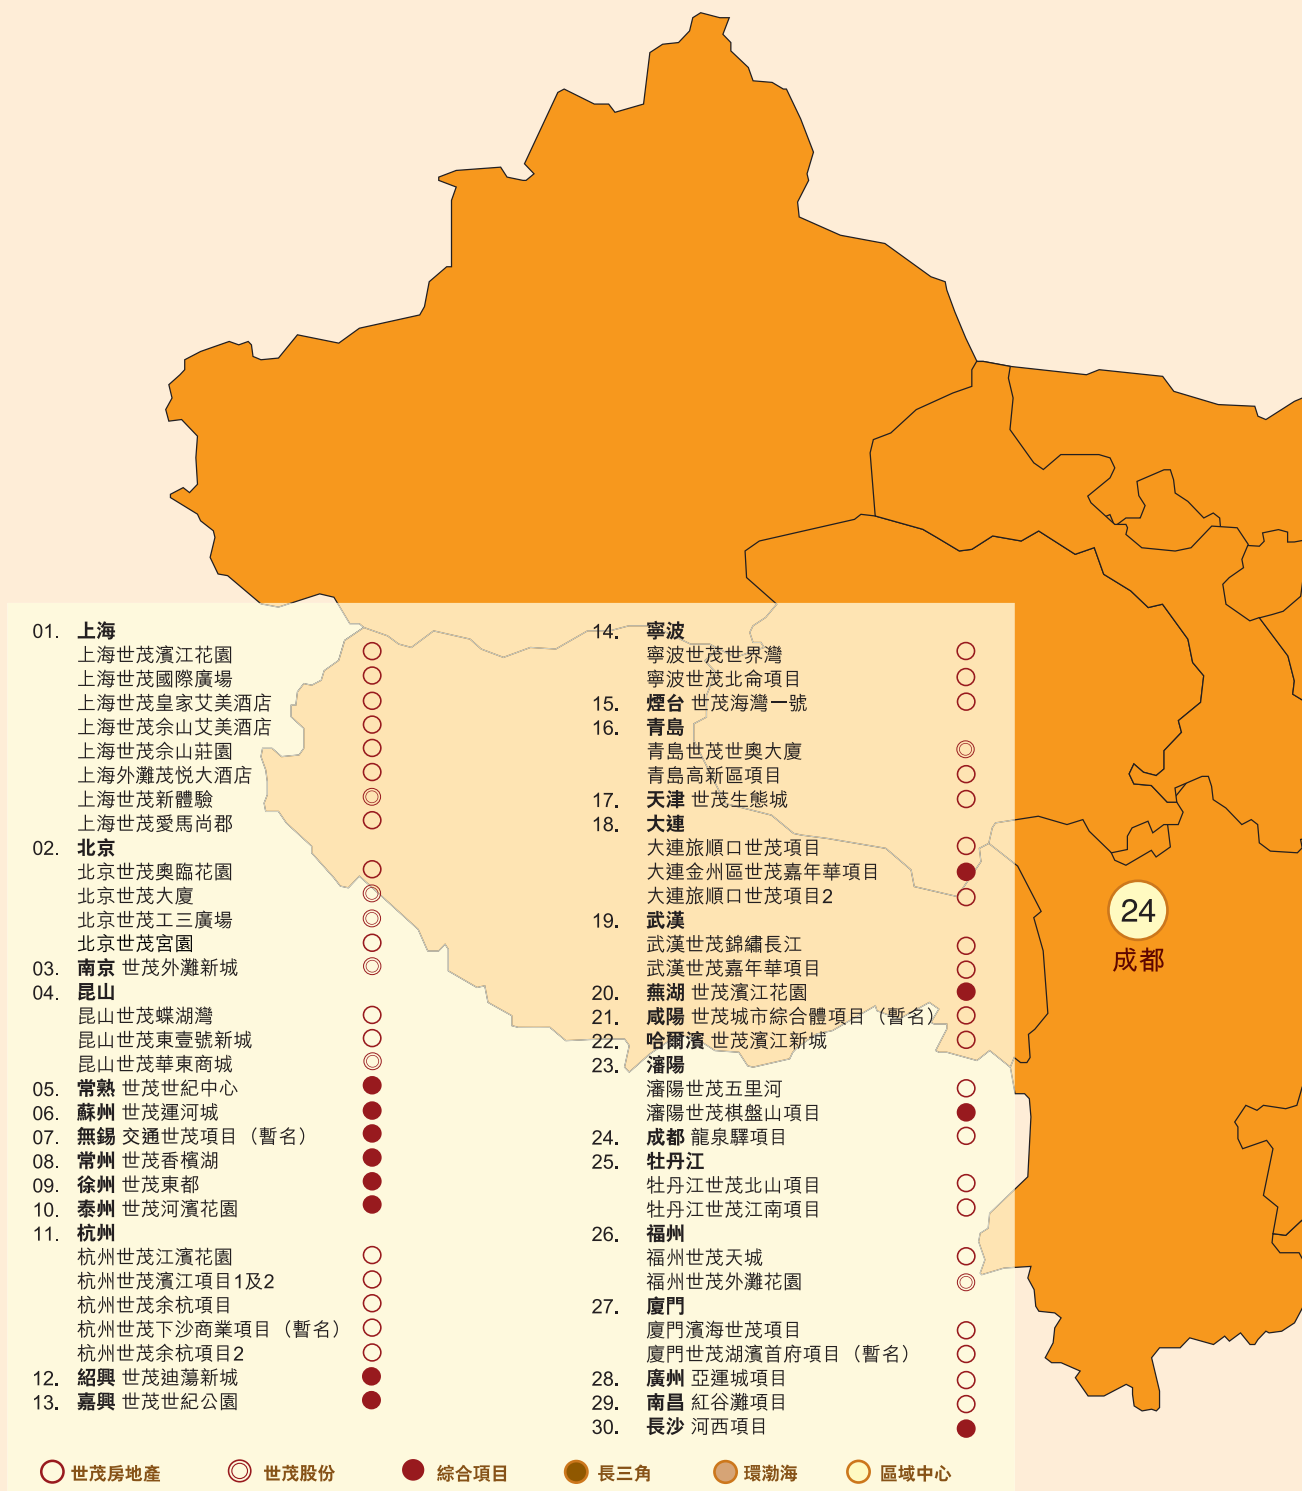 01. 上海
上海世茂濱江花園
上海世茂國際廣場
上海世茂皇家艾美酒店
上海世茂佘山艾美酒店
上海世茂佘山莊園
上海外灘茂悦大酒店
上海世茂新體驗
上海世茂愛馬尚郡
02. 北京
北京世茂奧臨花園
北京世茂大廈
北京世茂工三廣場
北京世茂宮園
03. 南京 世茂外灘新城
04. 昆山
昆山世茂蝶湖灣
昆山世茂東壹號新城
昆山世茂華東商城
05. 常熟 世茂世紀中心
06. 蘇州 世茂運河城
07. 無錫 交通世茂項目（暫名）
08. 常州 世茂香檳湖
09. 徐州 世茂東都
10. 泰州 世茂河濱花園
11. 杭州
杭州世茂江濱花園
杭州世茂濱江項目1及2
杭州世茂余杭項目
杭州世茂下沙商業項目（暫名）
杭州世茂余杭項目2
12. 紹興 世茂迪蕩新城
13. 嘉興 世茂世紀公園
14. 寧波
寧波世茂世界灣
寧波世茂北侖項目
15. 煙台 世茂海灣一號
16. 青島
青島世茂世奧大廈
青島高新區項目
17. 天津 世茂生態城
18. 大連
大連旅順口世茂項目
大連金州區世茂嘉年華項目
大連旅順口世茂項目2
19. 武漢
武漢世茂錦繡長江
武漢世茂嘉年華項目
20. 蕪湖 世茂濱江花園
21. 咸陽 世茂城市綜合體項目（暫名）
22. 哈爾濱 世茂濱江新城
23. 瀋陽
瀋陽世茂五里河
瀋陽世茂棋盤山項目
24. 成都 龍泉驛項目
25. 牡丹江
牡丹江世茂北山項目
牡丹江世茂江南項目
26. 福州
福州世茂天城
福州世茂外灘花園
27. 廈門
廈門濱海世茂項目
廈門世茂湖濱首府項目（暫名）
28. 廣州 亞運城項目
29. 南昌 紅谷灘項目
30. 長沙 河西項目
24
成都
世茂房地產 世茂股份 綜合項目 長三角 環渤海 區域中心